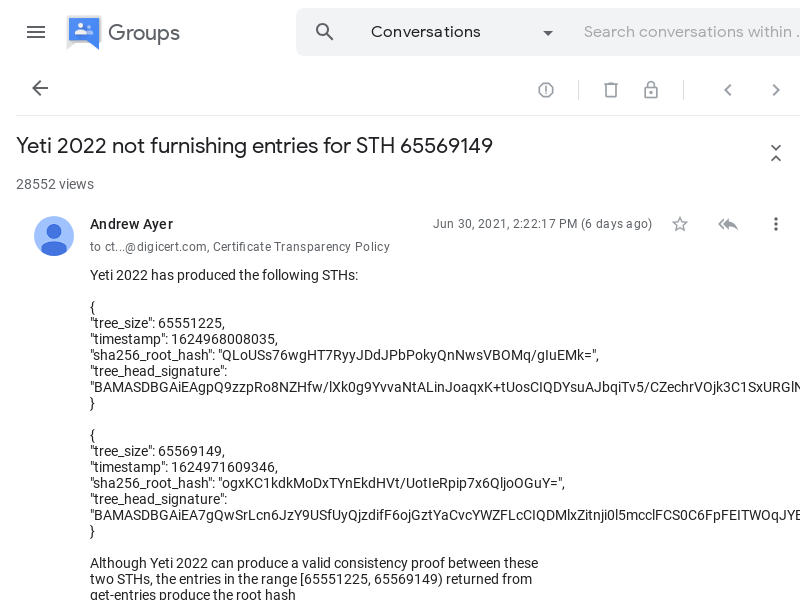 Groups
Conversations
Search conversations within .
Yeti 2022 not furnishing entries for STH 65569149
28552 views
Andrew Ayer
Jun 30, 2021, 2:22:17 PM (6 days ago)
to ct...@digicert.com, Certificate Transparency Policy
Yeti 2022 has produced the following STHs:
{
"tree_size": 65551225,
"timestamp": 1624968008035,
"sha256_root_hash": "QLoUSs76wgHT7RyyJDdJPbPokyQnNwsVBOMq/gIuEMk=",
"tree_head_signature":
"BAMASDBGAiEAgpQ9zzpRo8NZHfw/lXk0g9YvvaNtALinJoaqxK+tUosCIQDYsuAJbqiTv5/CZechrVOjk3C1SxURGlN
}
{
"tree_size": 65569149,
"timestamp": 1624971609346,
"sha256_root_hash": "ogxKC1kdkMoDxTYnEkdHVt/UotIeRpip7x6QljoOGuY=",
"tree_head_signature":
"BAMASDBGAiEA7gQwSrLcn6JzY9USfUyQjzdifF6ojGztYaCvcYWZFLcCIQDMlxZitnji0l5mcclFCS0C6FpFEITWOqJYE
}
Although Yeti 2022 can produce a valid consistency proof between these
two STHs, the entries in the range [65551225, 65569149) returned from
get-entries produce the root hash